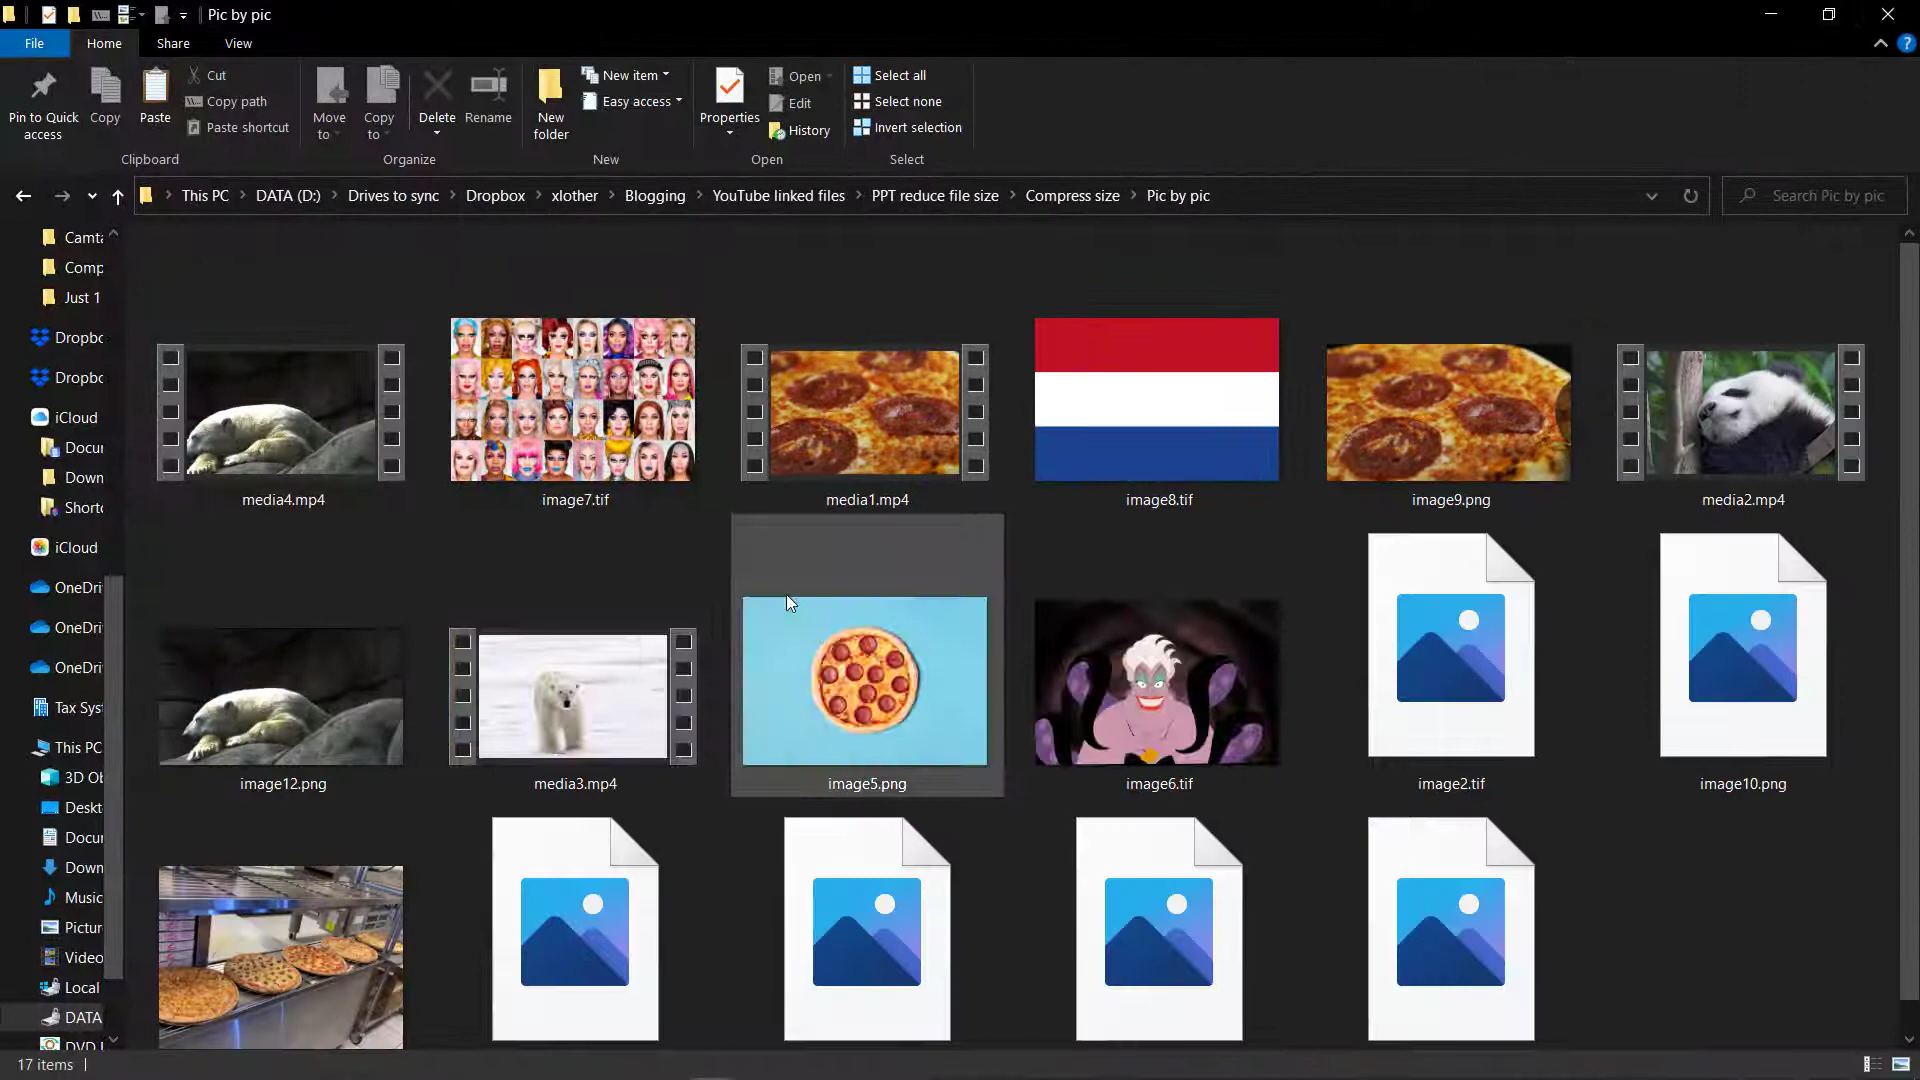 Pic by pic
File
Home
Share
View
Pin to Quick access
Copy
Paste
Cut
Copy path
Paste shortcut
Clipboard
Move to
Copy to
Delete
Rename
Organize
New folder
New item
Easy access
New
Properties
Open
Edit
History
Open
Select all
Select none
Invert selection
Select
This PC > DATA (D:) > Drives to sync > Dropbox > xlother > Blogging > YouTube linked files > PPT reduce file size > Compress size > Pic by pic
Search Pic by pic
Camta
Comp
Just 1
Dropbo
Dropbo
iCloud
Docur
Down
Shortc
iCloud
OneDri
OneDri
OneDri
Tax Sys
This PC
3D Ob
Deskt
Docur
Down
Music
Pictur
Video
Local
DATA
media4.mp4
image7.tif
media1.mp4
image8.tif
image9.png
media2.mp4
image12.png
media3.mp4
image5.png
image6.tif
image2.tif
image10.png
17 items